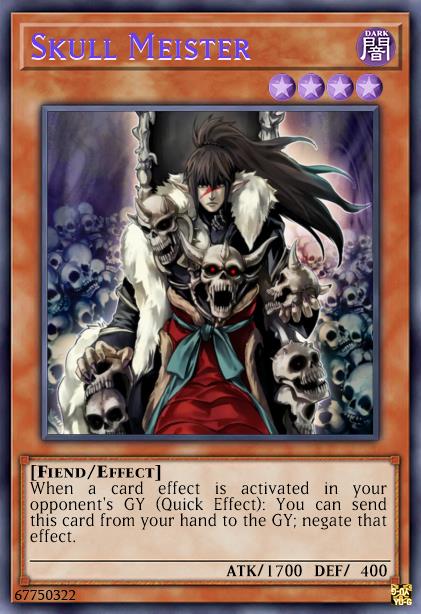 Skull Meister
DARK
闇
[Fiend/Effect]
When a card effect is activated in your
opponent's GY (Quick Effect): You can send
this card from your hand to the GY; negate that
effect.
ATK/1700 DEF/ 400
67750322